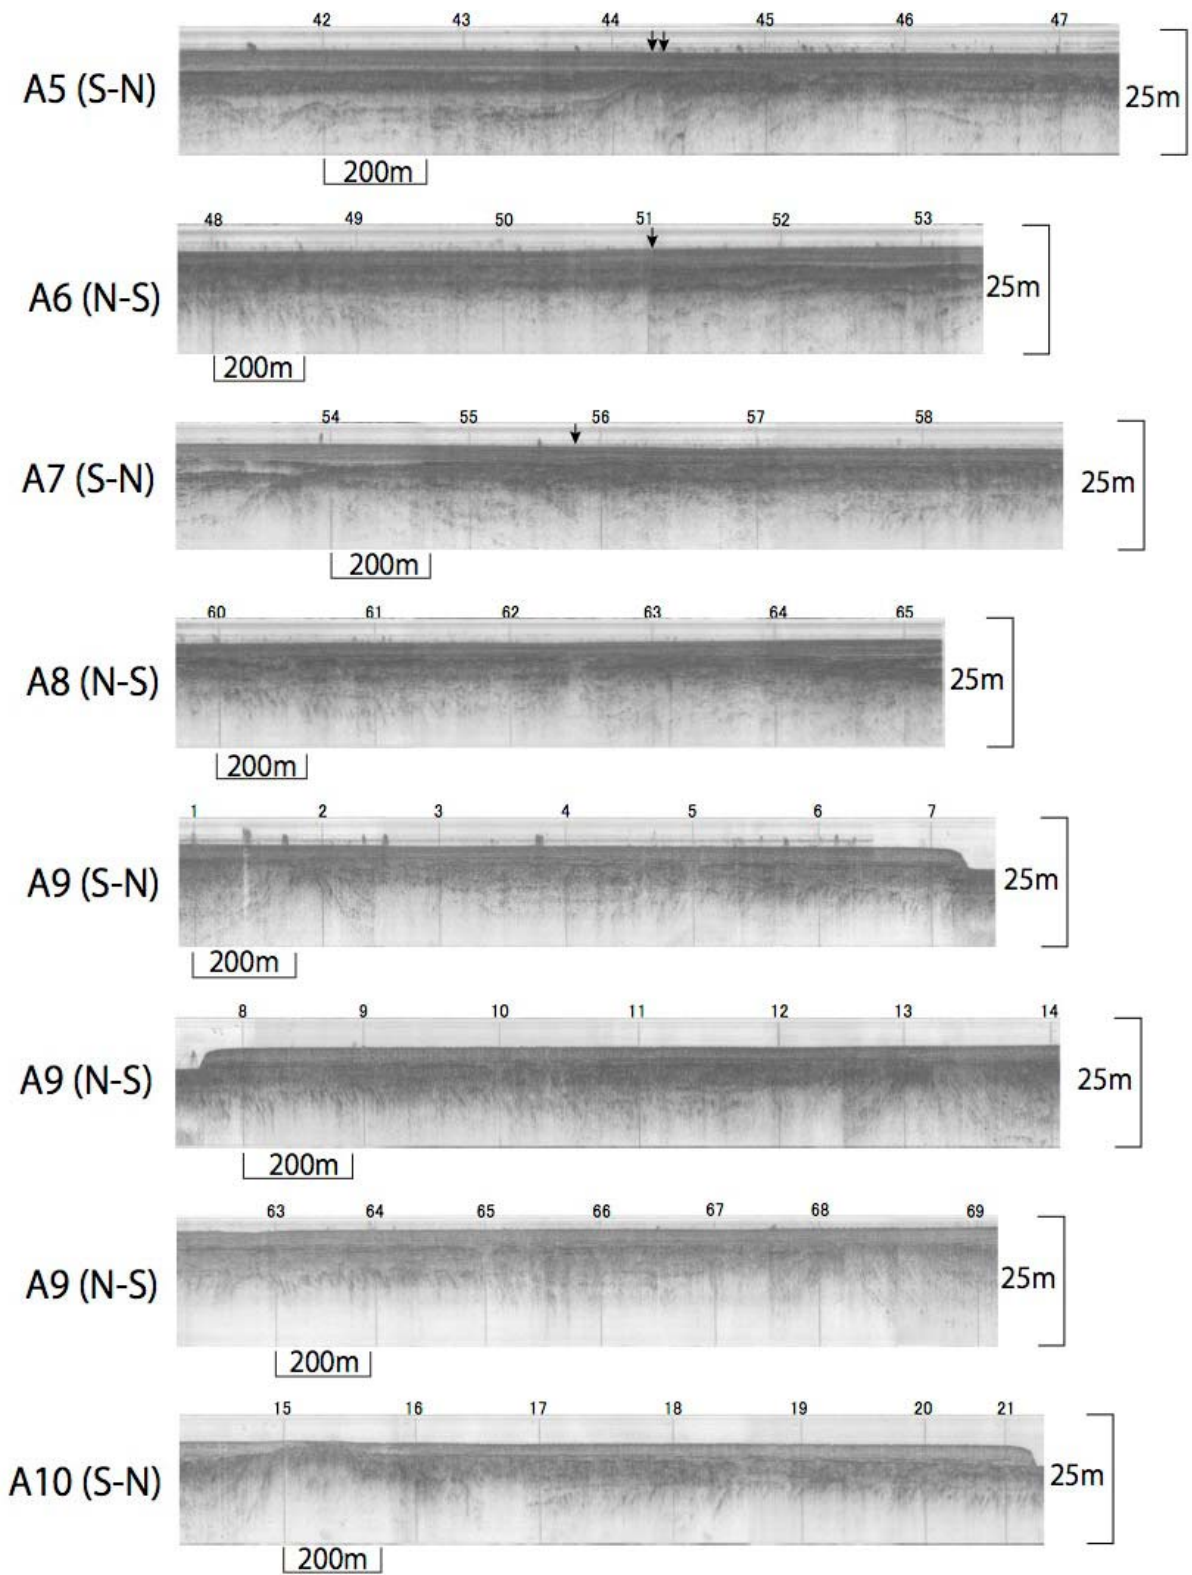 42 43 44 45 46 47
A5 (S-N)
25m
200m
48 49 50 51 52 53
A6 (N-S)
25m
200m
54 55 56 57 58
A7 (S-N)
25m
200m
60 61 62 63 64 65
A8 (N-S)
25m
200m
1 2 3 4 5 6 7
A9 (S-N)
25m
200m
8 9 10 11 12 13 14
A9 (N-S)
25m
200m
63 64 65 66 67 68 69
A9 (N-S)
25m
200m
15 16 17 18 19 20 21
A10 (S-N)
25m
200m